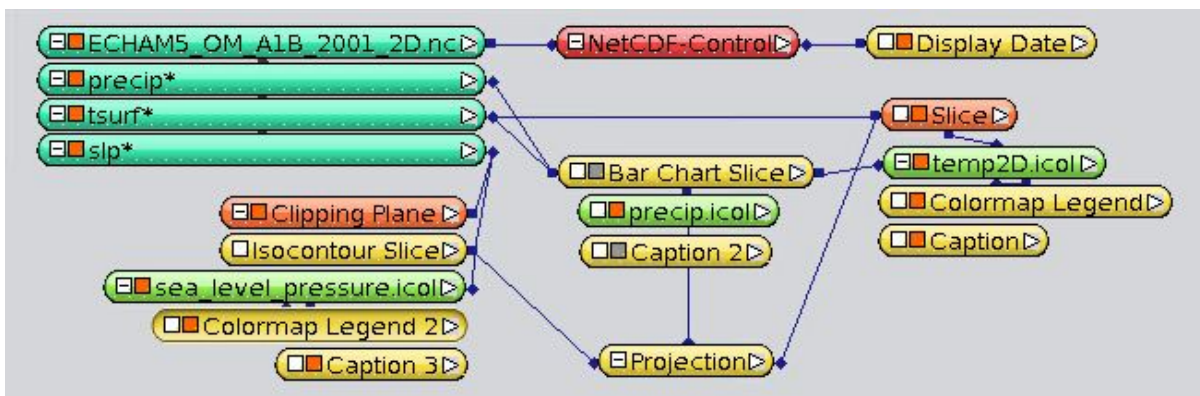 ECHAM5_OM_A1B_2001_2D.nc
NetCDF-Control
Display Date
precip*
tsurf*
Slice
slp*
Bar Chart Slice
temp2D.icol
Clipping Plane
precip.icol
Colormap Legend
Isocontour Slice
Caption 2
Caption
sea_level_pressure.icol
Colormap Legend 2
Caption 3
Projection